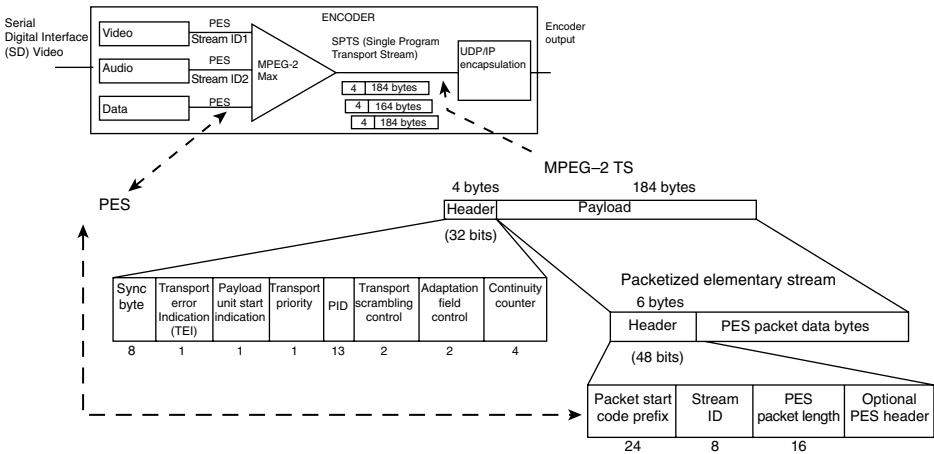 Serial
Digital Interface
(SD) Video
ENCODER
Video
PES
Stream ID1
Audio
PES
Stream ID2
Data
PES
MPEG-2
Max
SPTS (Single Program
Transport Stream)
4 184 bytes
4 164 bytes
4 184 bytes
UDP/IP
encapsulation
Encoder
output
MPEG–2 TS
PES
4 bytes 184 bytes
Header Payload
(32 bits)
Sync
byte
Transport
error
Indication
(TEI)
Payload
unit start
indication
Transport
priority
PID
Transport
scrambling
control
Adaptation
field
control
Continuity
counter
8 1 1 1 13 2 2 4
Packetized elementary stream
6 bytes
Header PES packet data bytes
(48 bits)
Packet start
code prefix
Stream
ID
PES
packet length
Optional
PES header
24 8 16